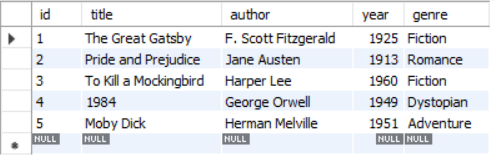 id title author year genre
1 The Great Gatsby F. Scott Fitzgerald 1925 Fiction
2 Pride and Prejudice Jane Austen 1913 Romance
3 To Kill a Mockingbird Harper Lee 1960 Fiction
4 1984 George Orwell 1949 Dystopian
5 Moby Dick Herman Melville 1951 Adventure
NULL NULL NULL NULL NULL